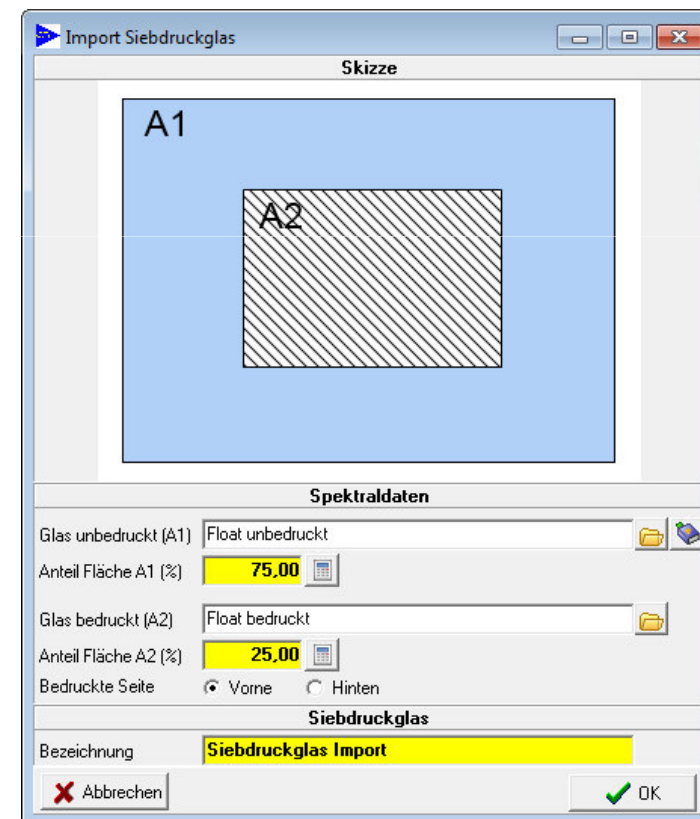 Import Siebdruckglas
Skizze
A1
A2
Spektraldaten
Glas unbedruckt (A1) Float unbedruckt
Anteil Fläche A1 (%) 75,00
Glas bedruckt (A2) Float bedruckt
Anteil Fläche A2 (%) 25,00
Bedruckte Seite Vorne Hinten
Siebdruckglas
Bezeichnung Siebdruckglas Import
Abbrechen OK